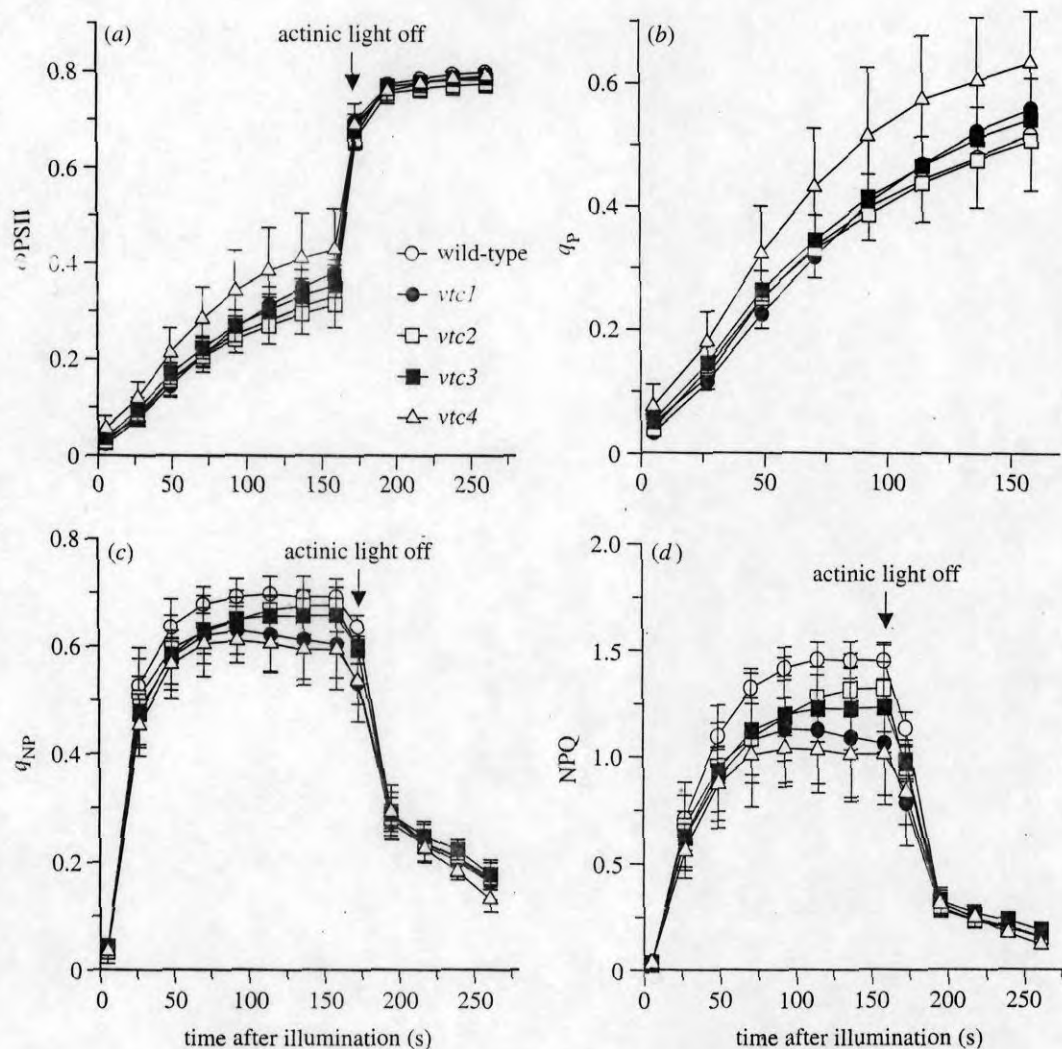 (a)
actinic light off
0.8
0.6
0.4
0.2
0
ΦPSII
wild-type
vtc1
vtc2
vtc3
vtc4
0 50 100 150 200 250
(b)
0.6
0.4
0.2
0
qP
0 50 100 150
(c)
actinic light off
0.8
0.6
0.4
0.2
0
qNP
0 50 100 150 200 250
time after illumination (s)
(d)
actinic light off
2.0
1.5
1.0
0.5
0
NPQ
0 50 100 150 200 250
time after illumination (s)